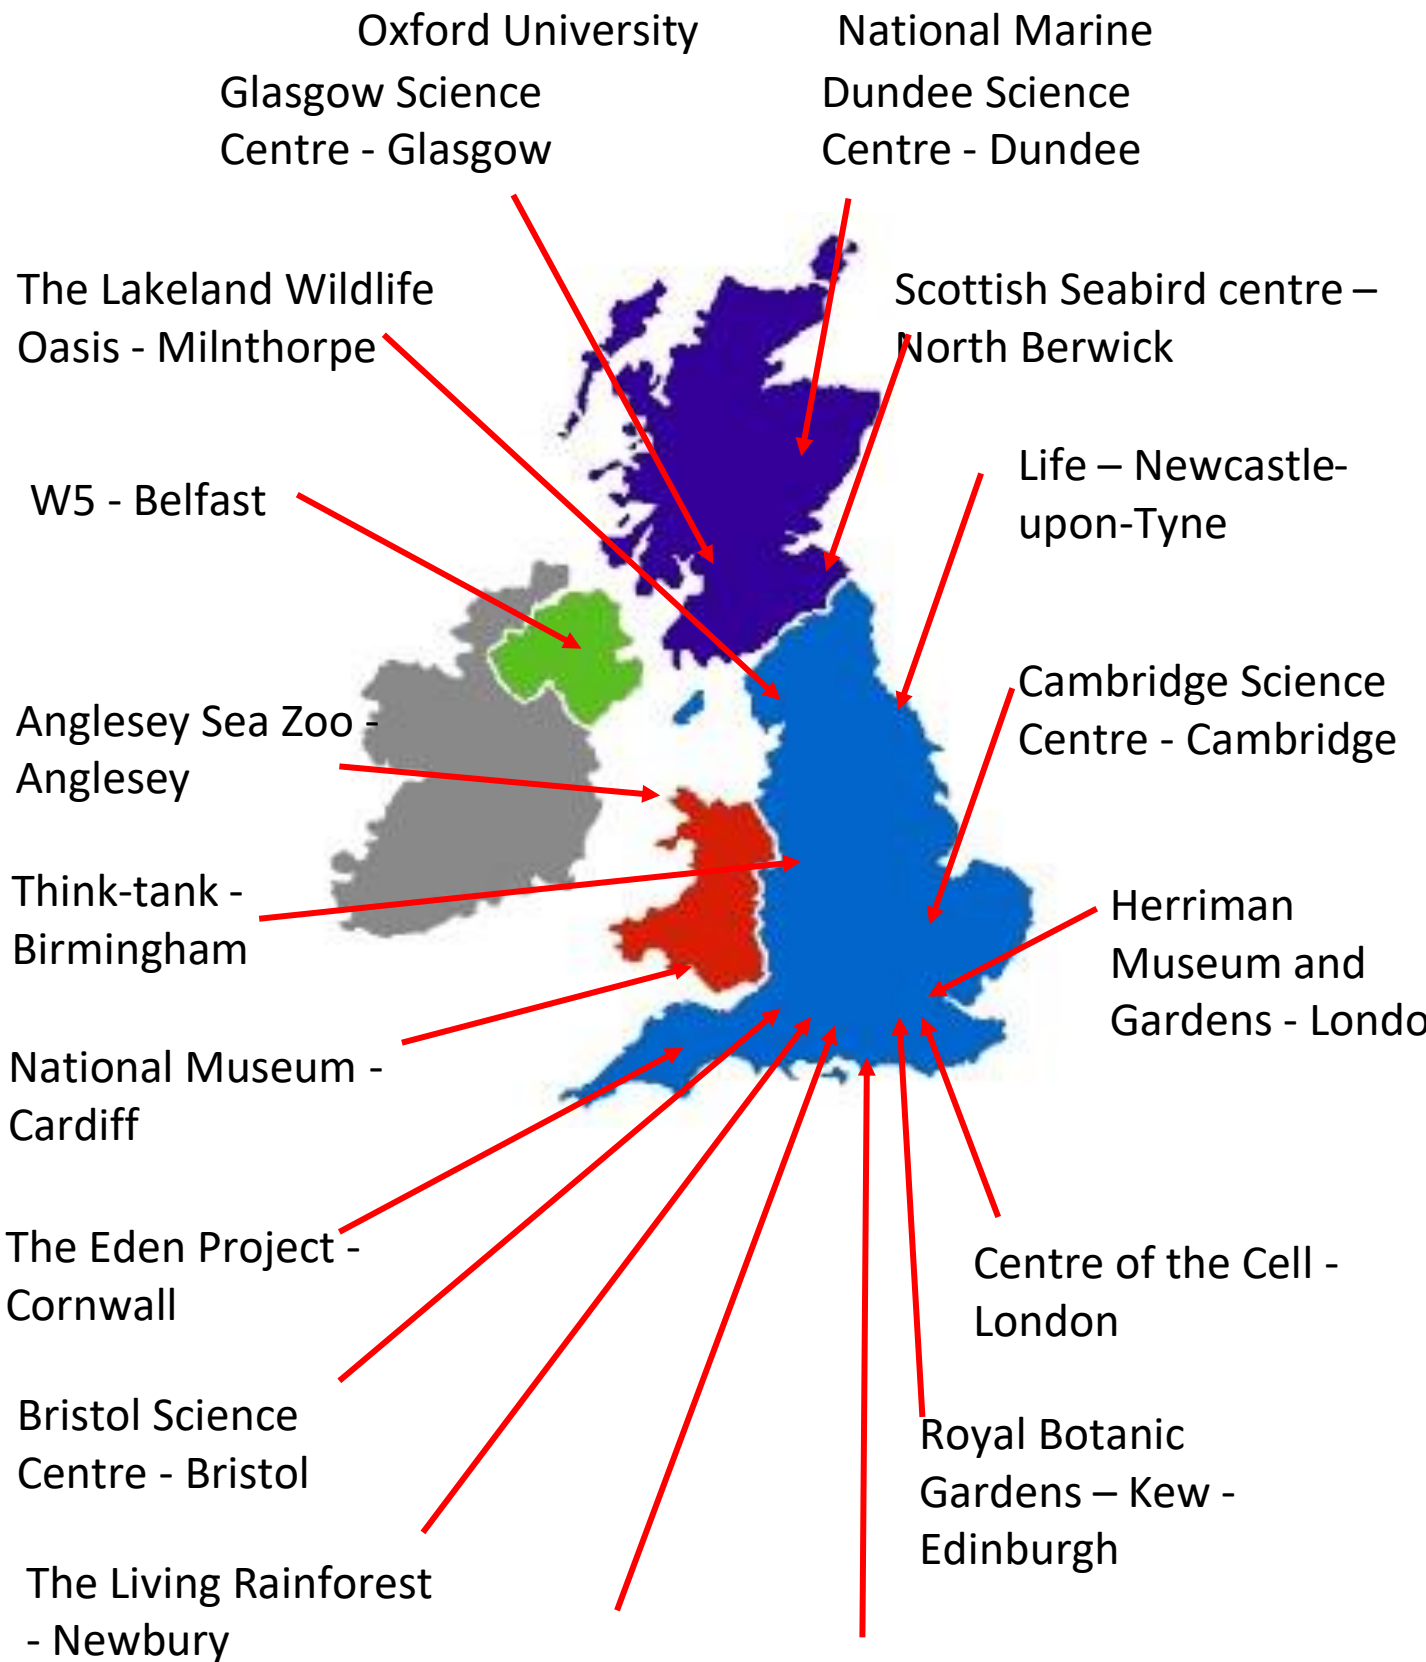 Oxford University
National Marine
Glasgow Science
Centre - Glasgow
Dundee Science
Centre - Dundee
The Lakeland Wildlife
Oasis - Milnthorpe
Scottish Seabird centre –
North Berwick
W5 - Belfast
Life – Newcastle-
upon-Tyne
Anglesey Sea Zoo -
Anglesey
Cambridge Science
Centre - Cambridge
Think-tank -
Birmingham
Herriman
Museum and
Gardens - Londo
National Museum -
Cardiff
The Eden Project -
Cornwall
Centre of the Cell -
London
Bristol Science
Centre - Bristol
Royal Botanic
Gardens – Kew -
Edinburgh
The Living Rainforest
- Newbury